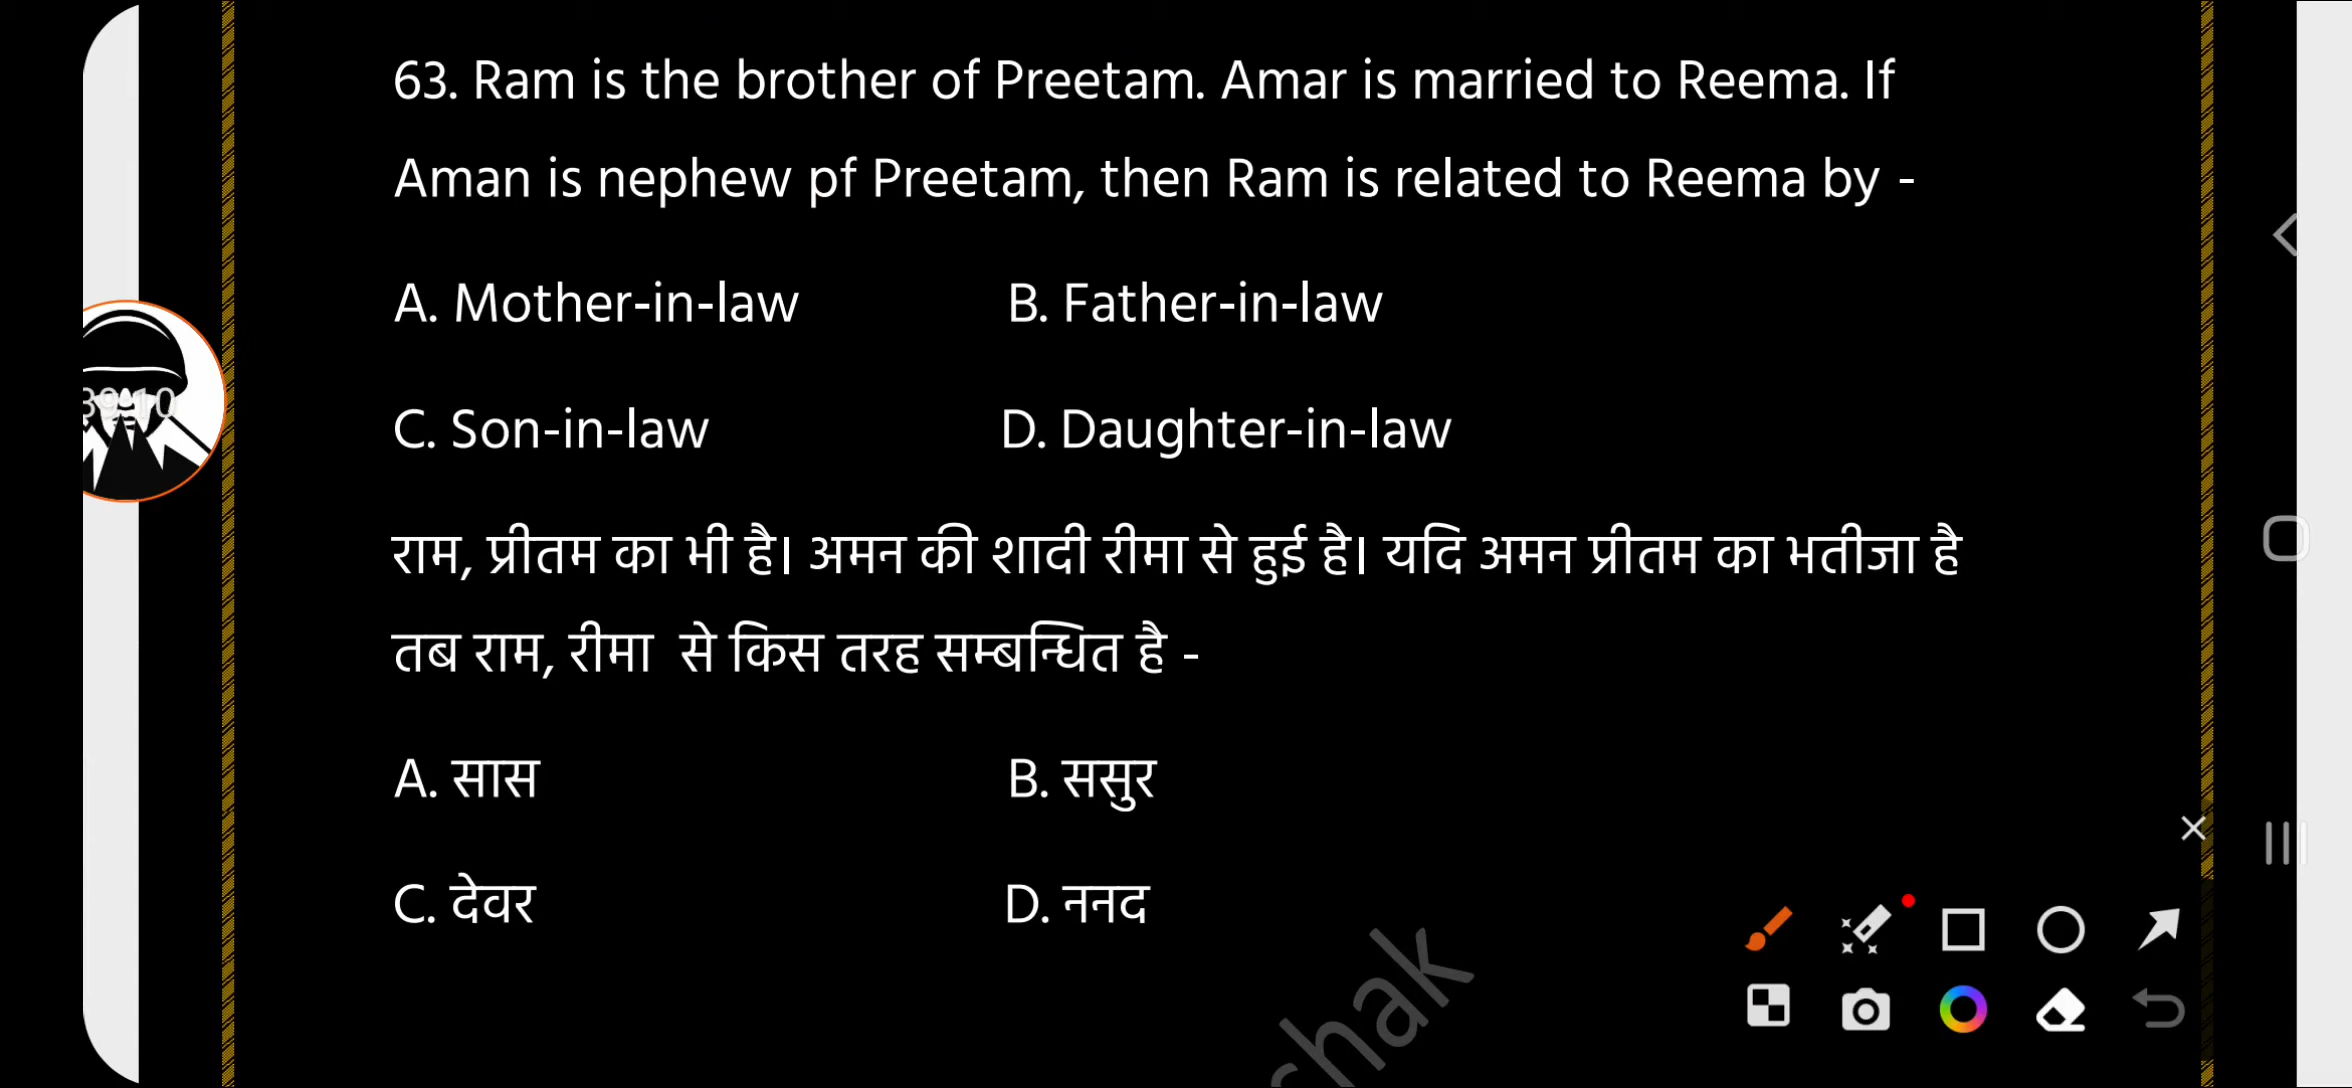 63. Ram is the brother of Preetam. Amar is married to Reema. If
Aman is nephew pf Preetam, then Ram is related to Reema by -
A. Mother-in-law B. Father-in-law
C. Son-in-law D. Daughter-in-law
राम, प्रीतम का भी है। अमन की शादी रीमा से हुई है। यदि अमन प्रीतम का भतीजा है
तब राम, रीमा से किस तरह सम्बन्धित है -
A. सास B. ससुर
C. देवर D. ननद